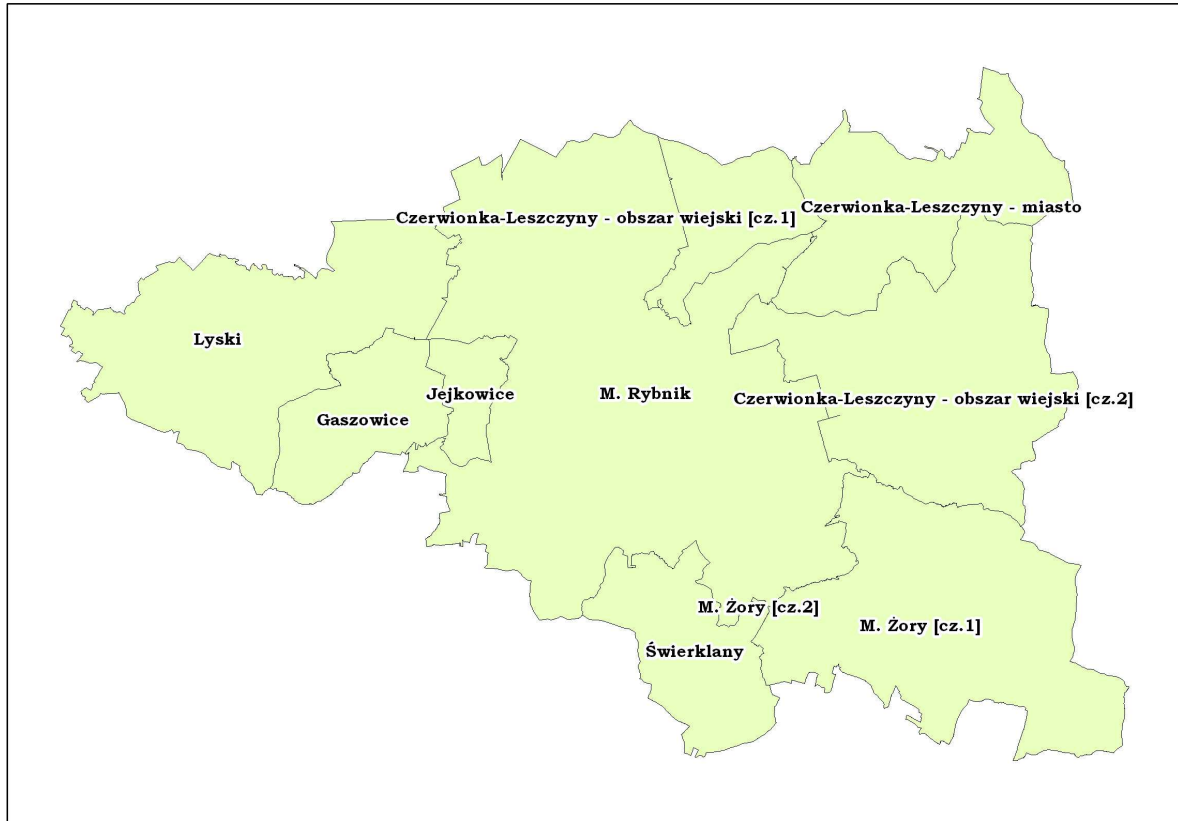 Czerwionka-Leszczyny - miasto
Czerwionka-Leszczyny - obszar wiejski [cz.1]
Lyski
Jejkowice
M. Rybnik
Czerwionka-Leszczyny - obszar wiejski [cz.2]
Gaszowice
M. Żory [cz.2]
M. Żory [cz.1]
Świerklany